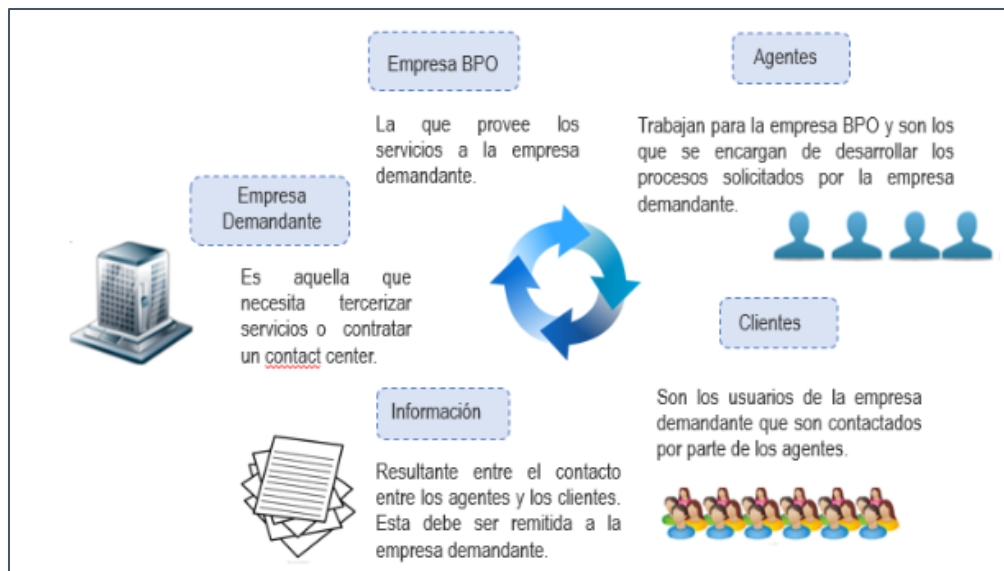 Empresa BPO
La que provee los
servicios a la empresa
demandante.
Agentes
Trabajan para la empresa BPO y son los
que se encargan de desarrollar los
procesos solicitados por la empresa
demandante.
Empresa
Demandante
Es aquella que
necesita tercerizar
servicios o contratar
un contact center.
Clientes
Son los usuarios de la empresa
demandante que son contactados
por parte de los agentes.
Información
Resultante entre el contacto
entre los agentes y los clientes.
Esta debe ser remitida a la
empresa demandante.